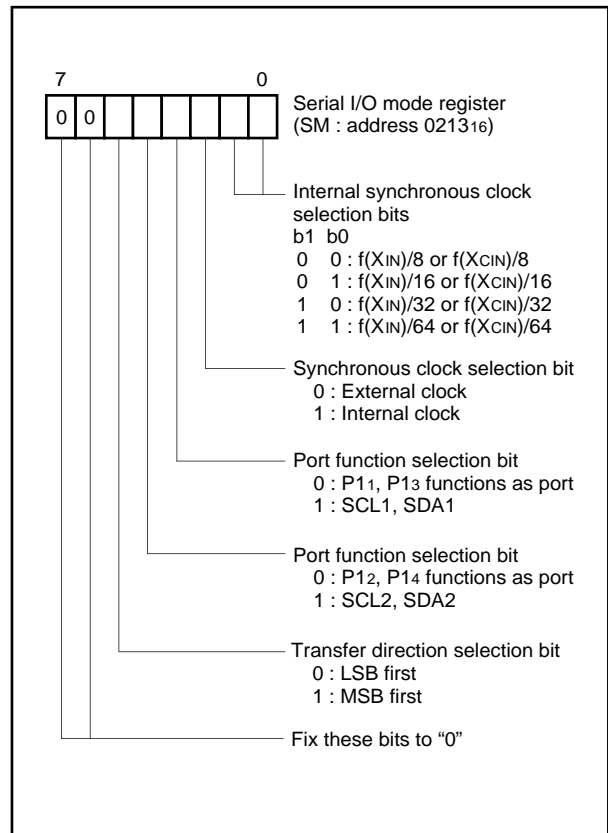 7 0
0 0
Serial I/O mode register
(SM : address 021316)
Internal synchronous clock
selection bits
b1 b0
0 0 : f(XIN)/8 or f(XCIN)/8
0 1 : f(XIN)/16 or f(XCIN)/16
1 0 : f(XIN)/32 or f(XCIN)/32
1 1 : f(XIN)/64 or f(XCIN)/64
Synchronous clock selection bit
0 : External clock
1 : Internal clock
Port function selection bit
0 : P11, P13 functions as port
1 : SCL1, SDA1
Port function selection bit
0 : P12, P14 functions as port
1 : SCL2, SDA2
Transfer direction selection bit
0 : LSB first
1 : MSB first
Fix these bits to “0”